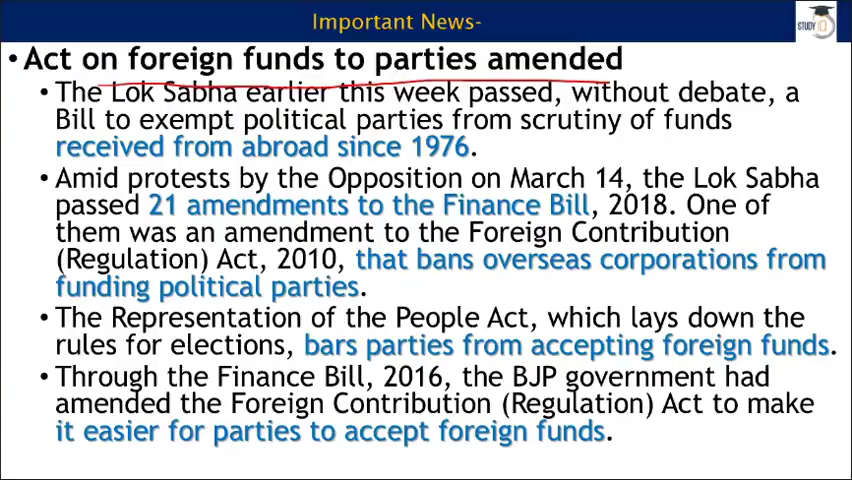 Important News-
STUDY IQ
• Act on foreign funds to parties amended
• The Lok Sabha earlier this week passed, without debate, a
Bill to exempt political parties from scrutiny of funds
received from abroad since 1976.
• Amid protests by the Opposition on March 14, the Lok Sabha
passed 21 amendments to the Finance Bill, 2018. One of
them was an amendment to the Foreign Contribution
(Regulation) Act, 2010, that bans overseas corporations from
funding political parties.
• The Representation of the People Act, which lays down the
rules for elections, bars parties from accepting foreign funds.
• Through the Finance Bill, 2016, the BJP government had
amended the Foreign Contribution (Regulation) Act to make
it easier for parties to accept foreign funds.